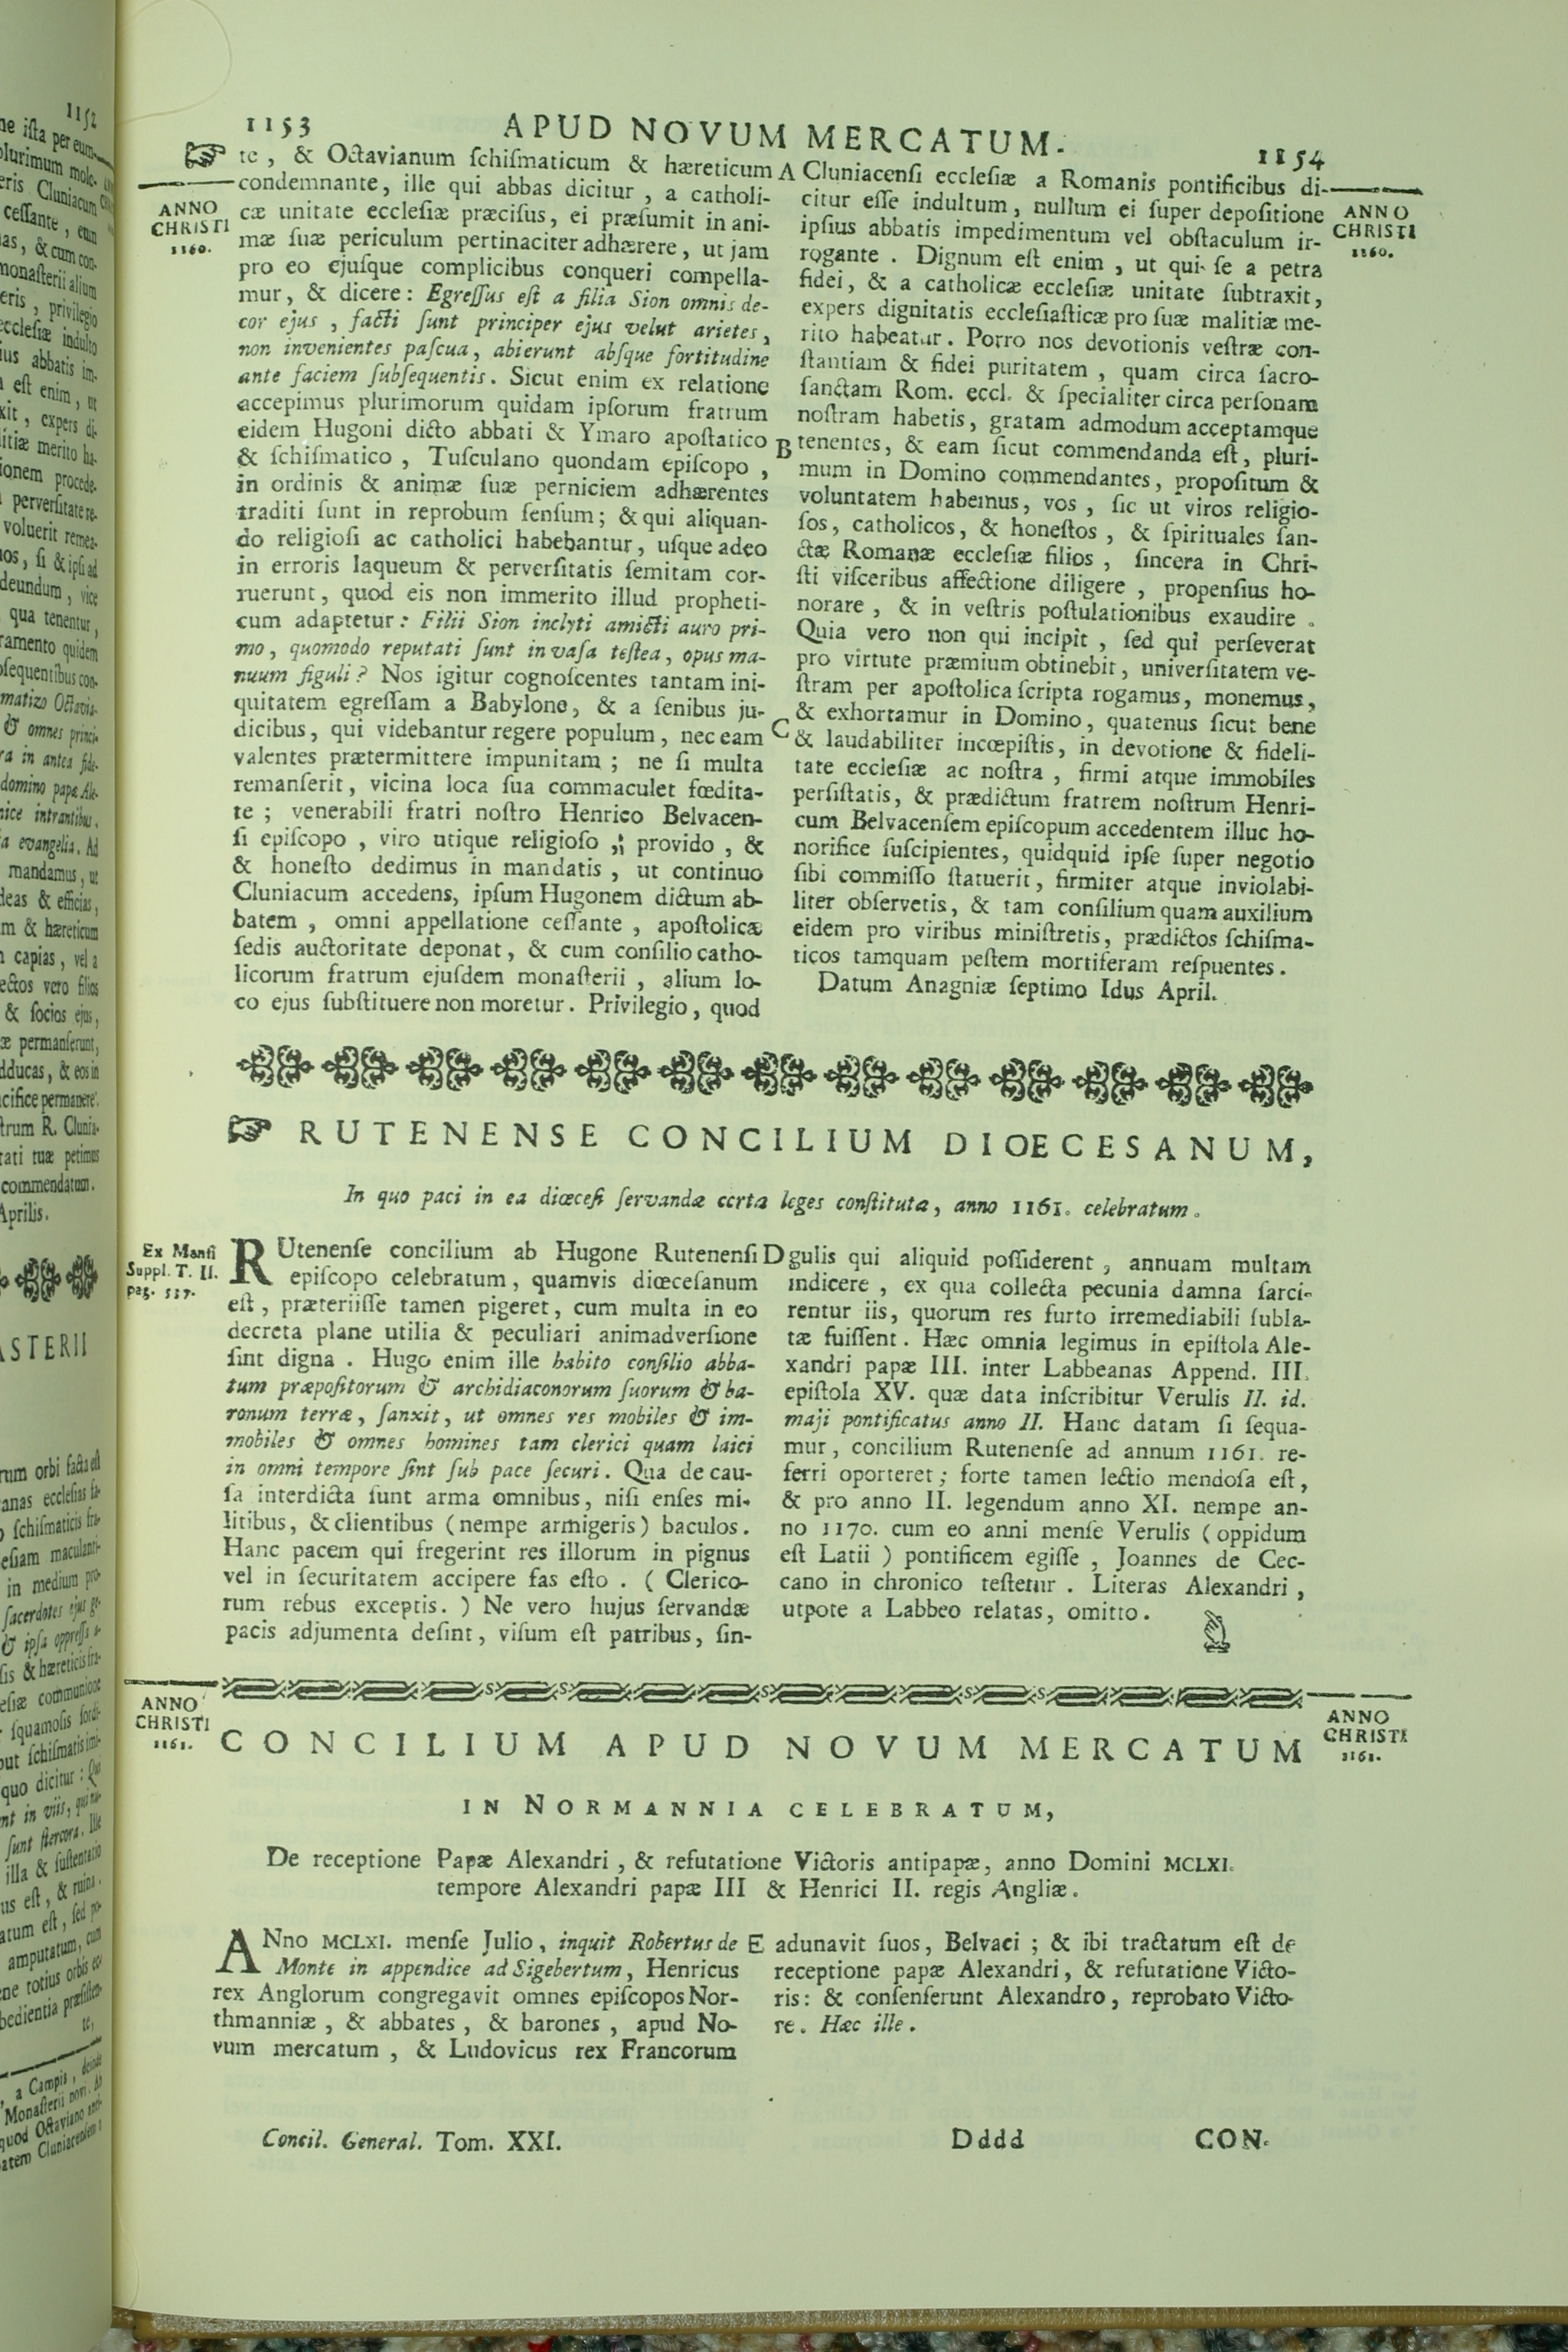 1153
APUD NOVUM MERCATUM.
1154
te, & Octavianum ſchiſmaticum & hæreticum
condemnante, ille qui abbas dicitur, a catholi-
cæ unitate eccleſiæ præciſus, ei præſumit in ani-
mæ ſuæ periculum pertinaciter adhærere, ut jam
pro eo ejuſque complicibus conqueri compella-
mur, & dicere: Egreſſus eſt a filia Sion omnis de-
cor ejus, facti ſunt principer ejus velut arietes,
non invenientes paſcua, abierunt abſque fortitudine
ante faciem ſubſequentis. Sicut enim ex relatione
accepimus plurimorum quidam ipſorum fratrum
eidem Hugoni dicto abbati & Ymaro apoſtatico
& ſchiſmatico, Tuſculano quondam epiſcopo,
in ordinis & animæ ſuæ perniciem adhærentes
traditi ſunt in reprobum ſenſum; & qui aliquan-
do religioſi ac catholici habebantur, uſque adeo
in erroris laqueum & perverſitatis ſemitam cor-
ruerunt, quod eis non immerito illud propheti-
cum adaptetur: Filii Sion inclyti amicti auro pri-
mo, quomodo reputati ſunt in vaſa teſtea, opus ma-
nuum figuli? Nos igitur cognoſcentes tantam ini-
quitatem egreſſam a Babylone, & a ſenibus ju-
dicibus, qui videbantur regere populum, nec eam
valentes prætermittere impunitam; ne ſi multa
remanſerit, vicina loca ſua commaculet fœdita-
te; venerabili fratri noſtro Henrico Belvacen-
ſi epiſcopo, viro utique religioſo, provido, &
& honeſto dedimus in mandatis, ut continuo
Cluniacum accedens, ipſum Hugonem dictum ab-
batem, omni appellatione ceſſante, apoſtolicæ
ſedis auctoritate deponat, & cum conſilio catho-
licorum fratrum ejuſdem monaſterii, alium lo-
co ejus ſubſtituere non moretur. Privilegio, quod
ANNO
CHRISTI
1160.
A
B
C
Cluniacenſi eccleſiæ a Romanis pontificibus di-
citur eſſe indultum, nullum ei ſuper depoſitione
ipſius abbatis impedimentum vel obſtaculum ir-
rogante. Dignum eſt enim, ut qui ſe a petra
fidei, & a catholicæ eccleſiæ unitate ſubtraxit,
expers dignitatis eccleſiaſticæ pro ſuæ malitiæ me-
rito habeatur. Porro nos devotionis veſtræ con-
ſtantiam & fidei puritatem, quam circa ſacro-
ſanctam Rom. eccl. & ſpecialiter circa perſonam
noſtram habetis, gratam admodum acceptamque
tenentes, & eam ſicut commendanda eſt, pluri-
mum in Domino commendantes, propoſitum &
voluntatem habemus, vos, ſic ut viros religio-
ſos, catholicos, & honeſtos, & ſpirituales ſan-
ctæ Romanæ eccleſiæ filios, ſincera in Chri-
ſti viſceribus affectione diligere, propenſius ho-
norare, & in veſtris poſtulationibus exaudire.
Quia vero non qui incipit, ſed qui perſeverat
pro virtute præmium obtinebit, univerſitatem ve-
ſtram per apoſtolica ſcripta rogamus, monemus,
& exhortamur in Domino, quatenus ſicut bene
& laudabiliter incœpiſtis, in devotione & fideli-
tate eccleſiæ ac noſtra, firmi atque immobiles
perſiſtatis, & prædictum fratrem noſtrum Henri-
cum Belvacenſem epiſcopum accedentem illuc ho-
norifice ſuſcipientes, quidquid ipſe ſuper negotio
ſibi commiſſo ſtatuerit, firmiter atque inviolabi-
liter obſervetis, & tam conſilium quam auxilium
eidem pro viribus miniſtretis, prædictos ſchiſma-
ticos tamquam peſtem mortiferam reſpuentes.
Datum Anagniæ ſeptimo Idus April.
ANNO
CHRISTI
1160.
RUTENENSE CONCILIUM DIOECESANUM,
In quo paci in ea diœceſi ſervandæ certa leges conſtituta, anno 1161. celebratum.
Ex Manſi
Suppl. T. II.
pag. 537.
RUtenenſe concilium ab Hugone Rutenenſi
epiſcopo celebratum, quamvis diœceſanum
eſt, præteriiſſe tamen pigeret, cum multa in eo
decreta plane utilia & peculiari animadverſione
ſint digna. Hugo enim ille habito conſilio abba-
tum præpoſitorum & archidiaconorum ſuorum & ba-
ronum terræ, ſanxit, ut omnes res mobiles & im-
mobiles & omnes homines tam clerici quam laici
in omni tempore ſint ſub pace ſecuri. Qua de cau-
ſa interdicta ſunt arma omnibus, niſi enſes mi-
litibus, & clientibus (nempe armigeris) baculos.
Hanc pacem qui fregerint res illorum in pignus
vel in ſecuritatem accipere fas eſto. (Clerico-
rum rebus exceptis.) Ne vero hujus ſervandæ
pacis adjumenta deſint, viſum eſt patribus, ſin-
D
gulis qui aliquid poſſiderent, annuam multam
indicere, ex qua collecta pecunia damna ſarci-
rentur iis, quorum res furto irremediabili ſubla-
tæ fuiſſent. Hæc omnia legimus in epiſtola Ale-
xandri papæ III. inter Labbeanas Append. III.
epiſtola XV. quæ data inſcribitur Verulis II. id.
maji pontificatus anno II. Hanc datam ſi ſequa-
mur, concilium Rutenenſe ad annum 1161. re-
ferri oporteret; forte tamen lectio mendoſa eſt,
& pro anno II. legendum anno XI. nempe an-
no 1170. cum eo anni menſe Verulis (oppidum
eſt Latii) pontificem egiſſe, Joannes de Cec-
cano in chronico teſtetur. Literas Alexandri,
utpote a Labbeo relatas, omitto.
ANNO
CHRISTI
1161.
ANNO
CHRISTI
1161.
CONCILIUM APUD NOVUM MERCATUM
IN NORMANNIA CELEBRATUM,
De receptione Papæ Alexandri, & refutatione Victoris antipapæ, anno Domini MCLXI.
tempore Alexandri papæ III & Henrici II. regis Angliæ.
ANno MCLXI. menſe Julio, inquit Robertus de
Monte in appendice ad Sigebertum, Henricus
rex Anglorum congregavit omnes epiſcopos Nor-
thmanniæ, & abbates, & barones, apud No-
vum mercatum, & Ludovicus rex Francorum
E
adunavit ſuos, Belvaci; & ibi tractatum eſt de
receptione papæ Alexandri, & refutatione Victo-
ris: & conſenſerunt Alexandro, reprobato Victo-
re. Hæc ille.
Concil. General. Tom. XXI.
Dddd
CON-